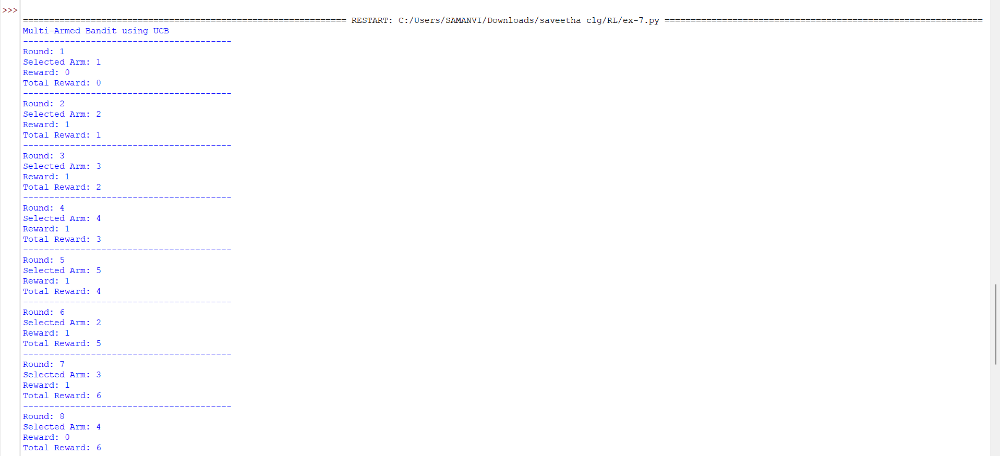 >>>
============================================================== RESTART: C:/Users/SAMANVI/Downloads/saveetha clg/RL/ex-7.py =============================================================
Multi-Armed Bandit using UCB
----------------------------------------
Round: 1
Selected Arm: 1
Reward: 0
Total Reward: 0
----------------------------------------
Round: 2
Selected Arm: 2
Reward: 1
Total Reward: 1
----------------------------------------
Round: 3
Selected Arm: 3
Reward: 1
Total Reward: 2
----------------------------------------
Round: 4
Selected Arm: 4
Reward: 1
Total Reward: 3
----------------------------------------
Round: 5
Selected Arm: 5
Reward: 1
Total Reward: 4
----------------------------------------
Round: 6
Selected Arm: 2
Reward: 1
Total Reward: 5
----------------------------------------
Round: 7
Selected Arm: 3
Reward: 1
Total Reward: 6
----------------------------------------
Round: 8
Selected Arm: 4
Reward: 0
Total Reward: 6